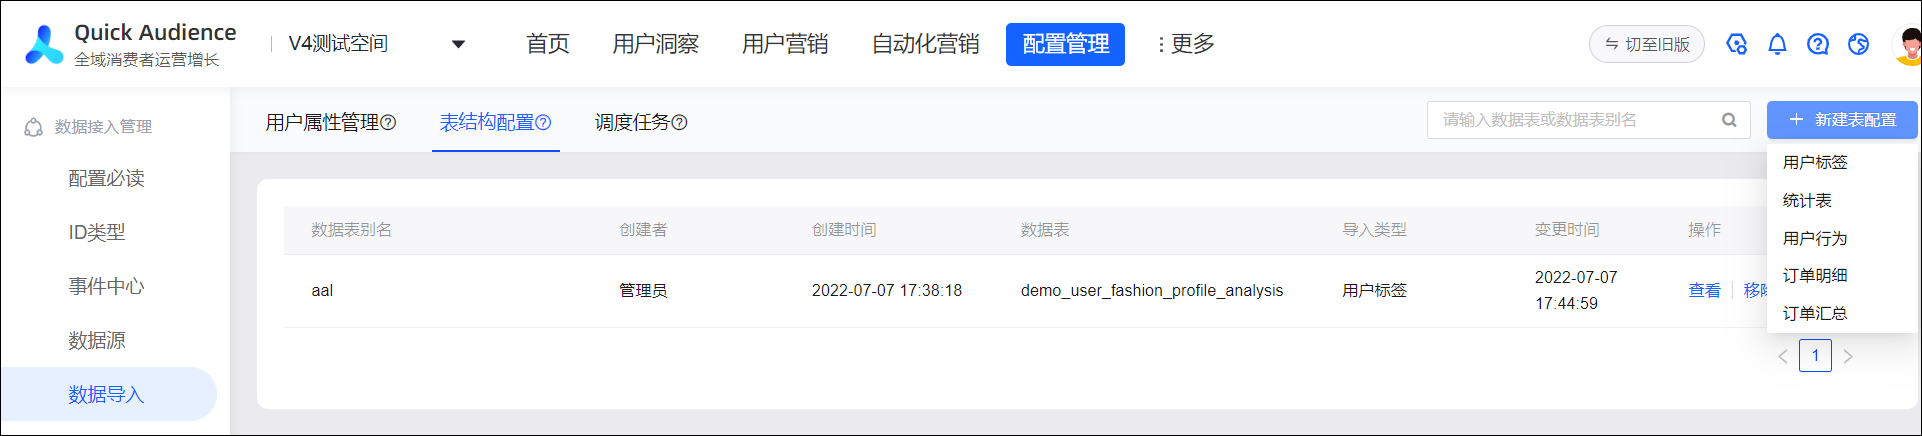 Quick Audience
全域消费者运营增长
V4测试空间
首页
用户洞察
用户营销
自动化营销
配置管理
更多
切至旧版
数据接入管理
配置必读
ID类型
事件中心
数据源
数据导入
用户属性管理
表结构配置
调度任务
请输入数据表或数据表别名
+ 新建表配置
用户标签
统计表
用户行为
订单明细
订单汇总
数据表别名 创建者 创建时间 数据表 导入类型 变更时间 操作
aal 管理员 2022-07-07 17:38:18 demo_user_fashion_profile_analysis 用户标签 2022-07-07 17:44:59 查看
1